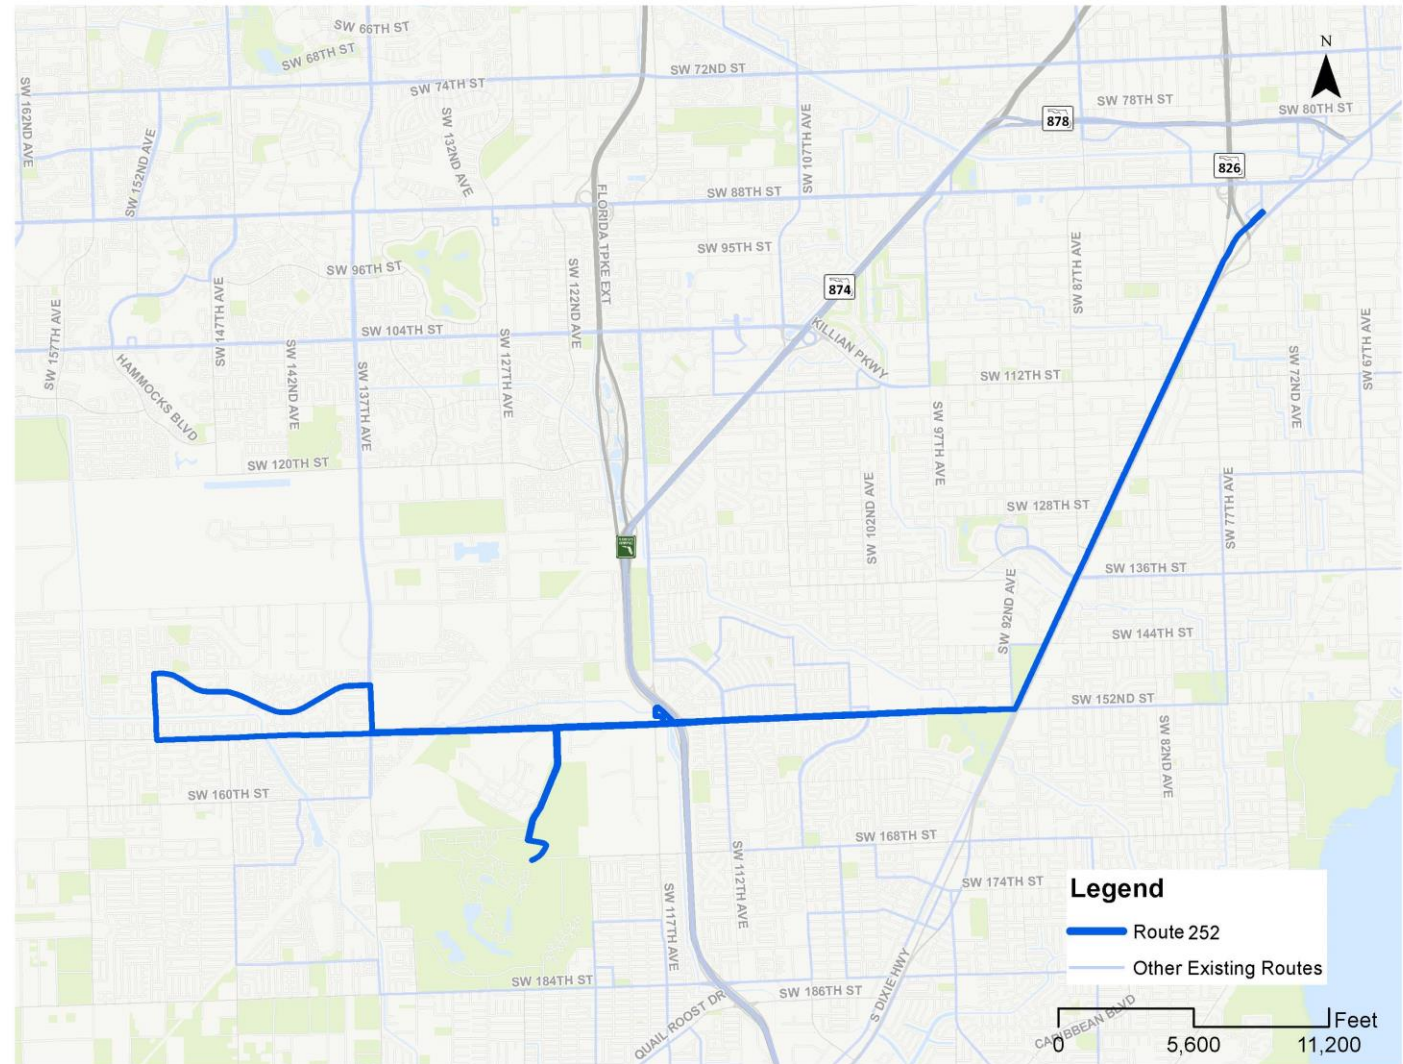 SW 66TH ST
SW 68TH ST
SW 72ND ST
SW 74TH ST
SW 78TH ST
SW 80TH ST
N
878
826
SW 162ND AVE
SW 152ND AVE
SW 132ND AVE
SW 107TH AVE
SW 88TH ST
FLORIDA TPKE EXT
SW 95TH ST
SW 96TH ST
SW 87TH AVE
SW 122ND AVE
874
SW 157TH AVE
SW 147TH AVE
SW 142ND AVE
SW 104TH ST
SW 127TH AVE
KILLIAN PKWY
SW 67TH AVE
SW 72ND AVE
HAMMOCKS BLVD
SW 137TH AVE
SW 112TH ST
SW 97TH AVE
SW 120TH ST
SW 102ND AVE
SW 128TH ST
SW 77TH AVE
SW 136TH ST
SW 92ND AVE
SW 144TH ST
SW 152ND ST
SW 82ND AVE
SW 160TH ST
SW 168TH ST
SW 112TH AVE
SW 117TH AVE
SW 174TH ST
SW 184TH ST
SW 186TH ST
QUAIL ROOST DR
S DIXIE HWY
CARIBBEAN BLVD
Legend
Route 252
Other Existing Routes
Feet
0 5,600 11,200